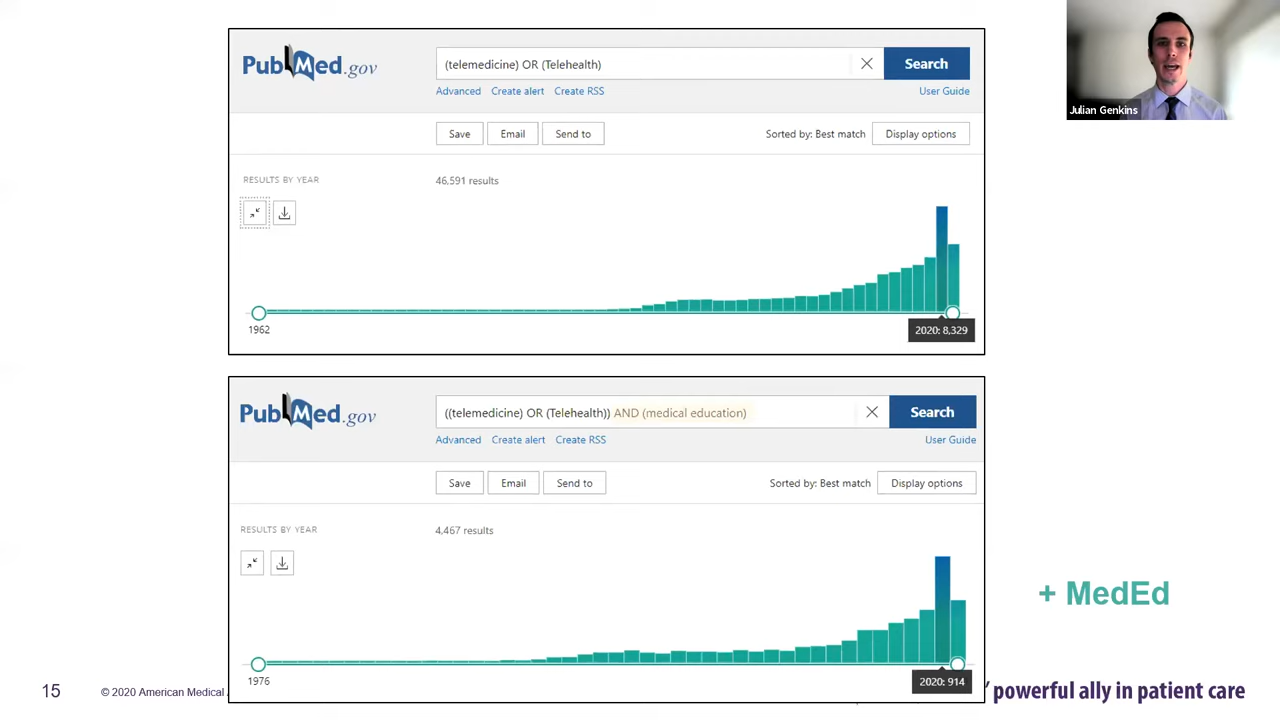 PubMed.gov
(telemedicine) OR (Telehealth)
Search
Advanced Create alert Create RSS
User Guide
Save Email Send to
Sorted by: Best match Display options
RESULTS BY YEAR
46,591 results
1962
2020: 8,329
Julian Genkins
PubMed.gov
((telemedicine) OR (Telehealth)) AND (medical education)
Search
Advanced Create alert Create RSS
User Guide
Save Email Send to
Sorted by: Best match Display options
RESULTS BY YEAR
4,467 results
1976
2020: 914
+ MedEd
15
© 2020 American Medical
powerful ally in patient care